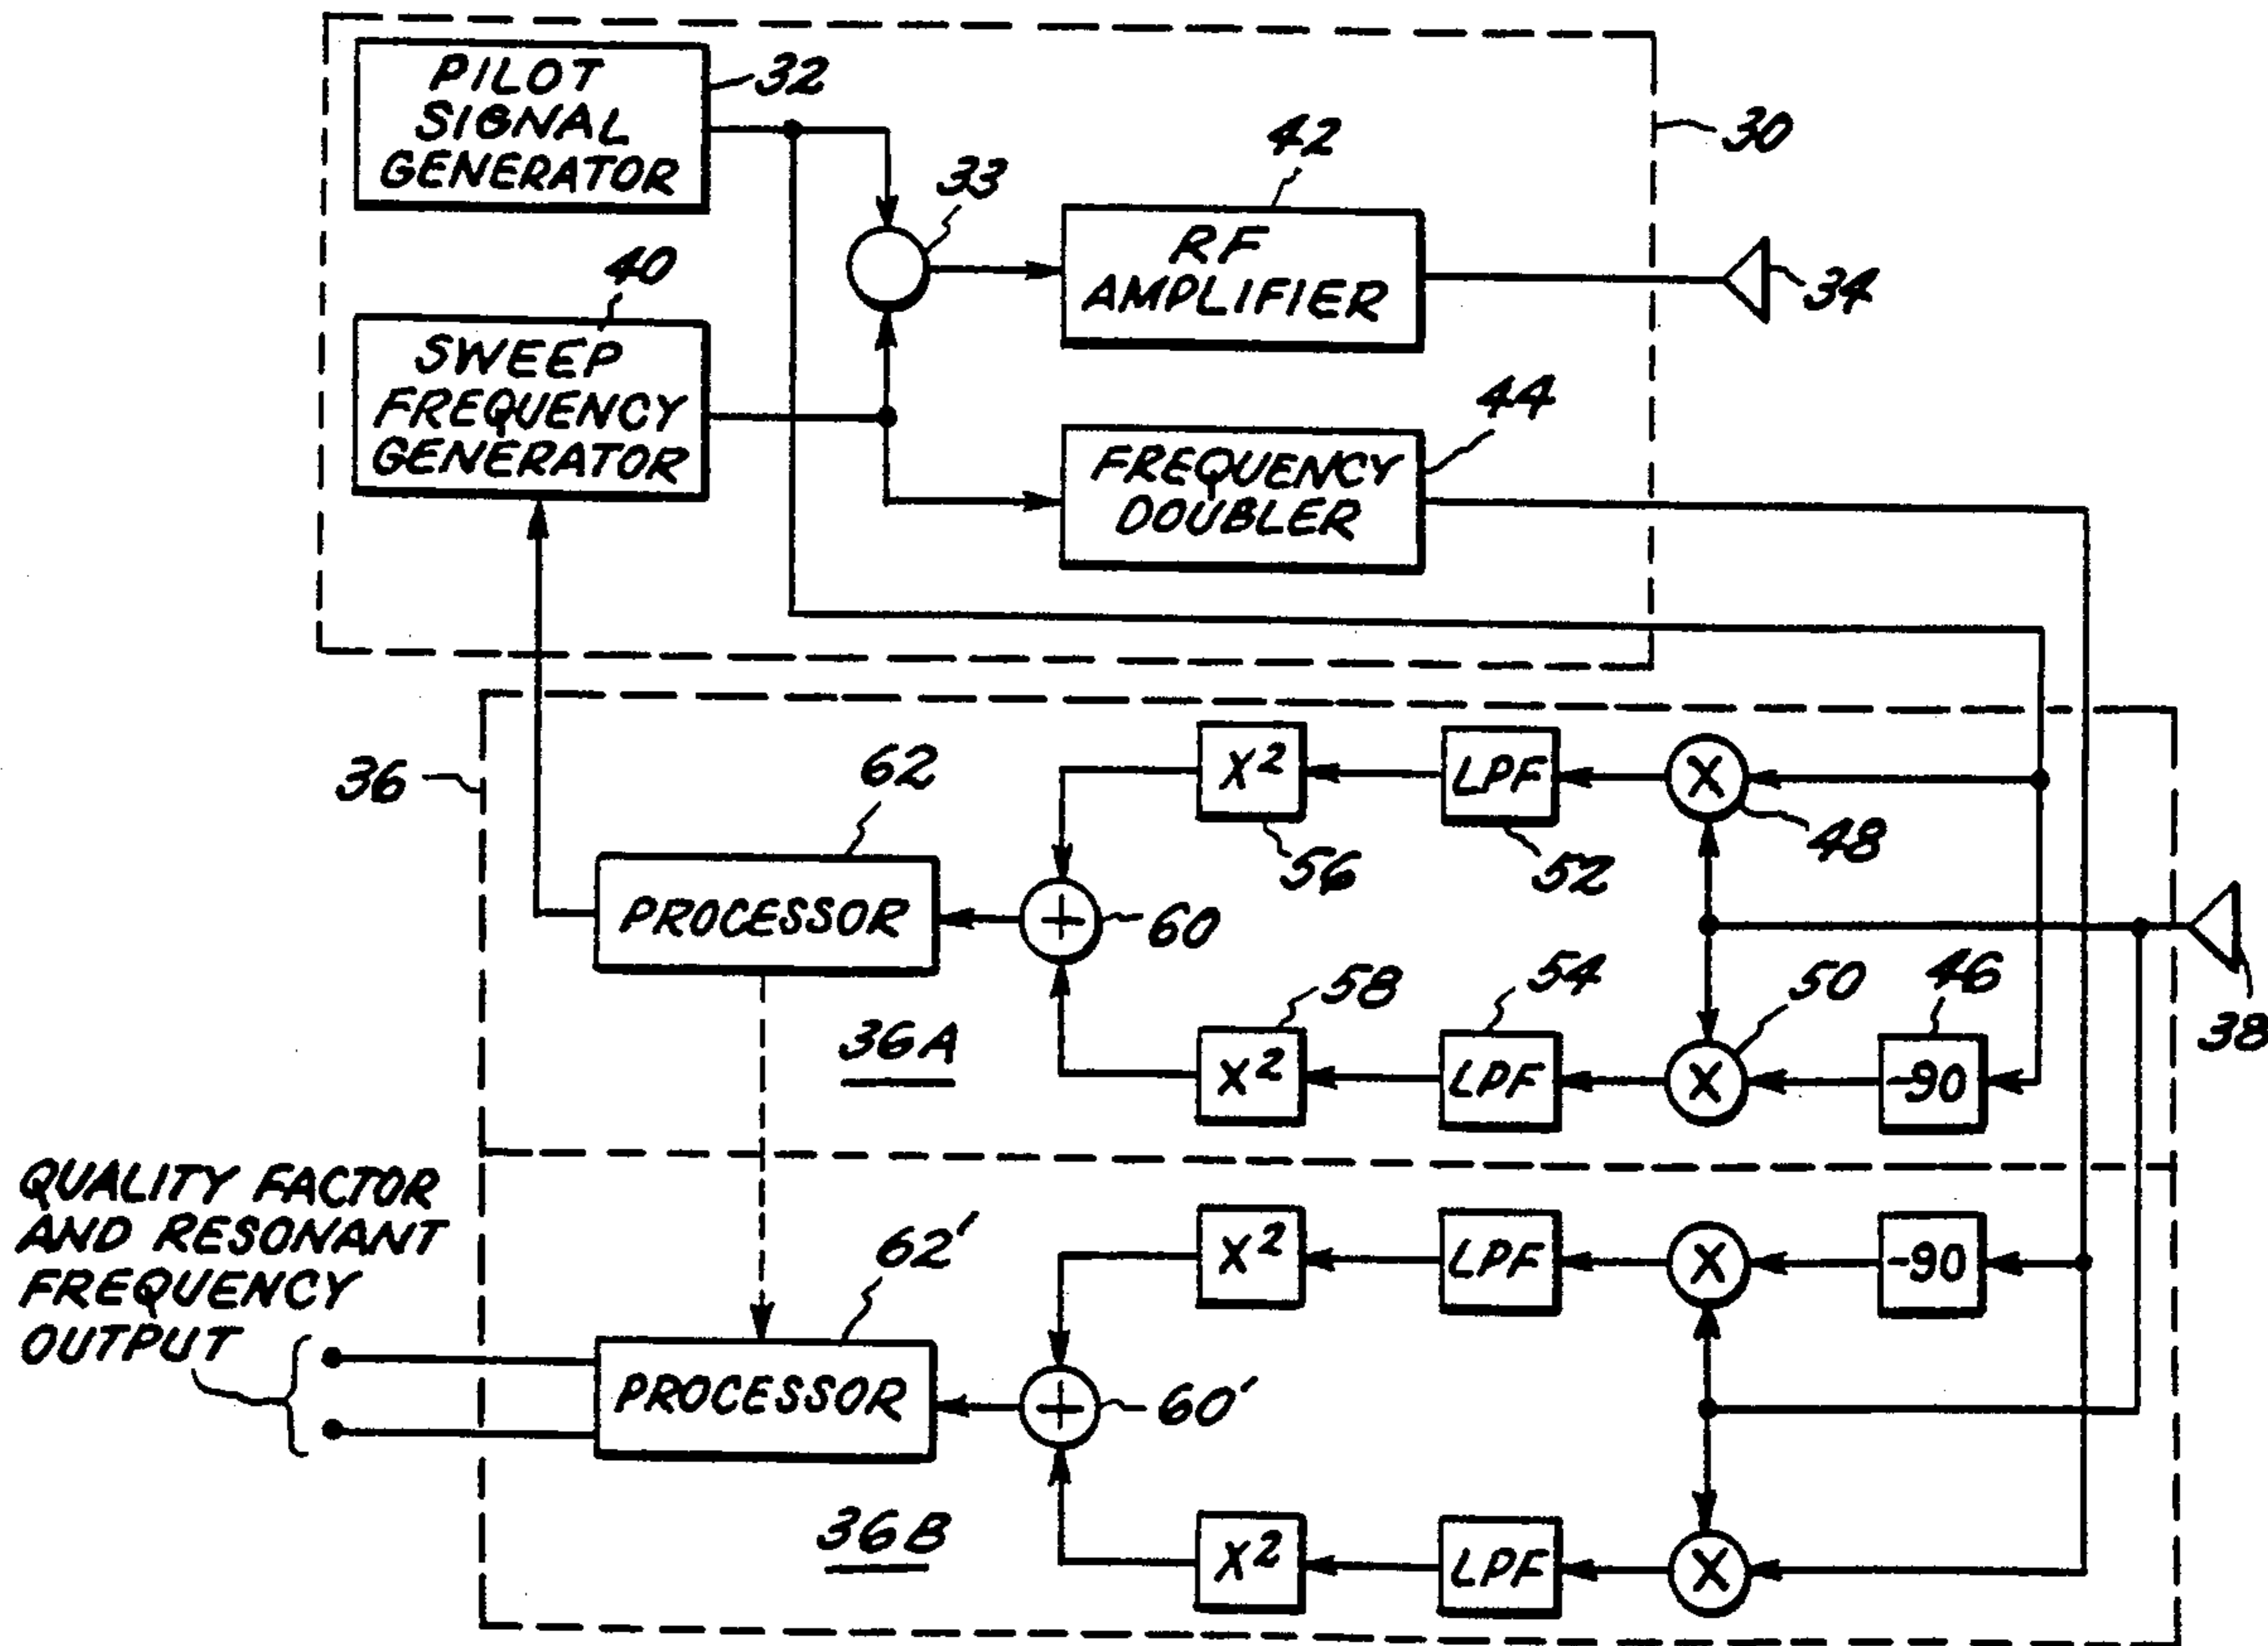 PILOT
SIGNAL
GENERATOR
32
30
33
42
RF
AMPLIFIER
34
40
SWEEP
FREQUENCY
GENERATOR
44
FREQUENCY
DOUBLER
36
62
PROCESSOR
X²
56
LPF
52
X
48
+
60
38
36A
58
X²
54
LPF
50
X
46
-90
QUALITY FACTOR
AND RESONANT
FREQUENCY
OUTPUT
62'
PROCESSOR
X²
LPF
X
-90
+
60'
36B
X²
LPF
X